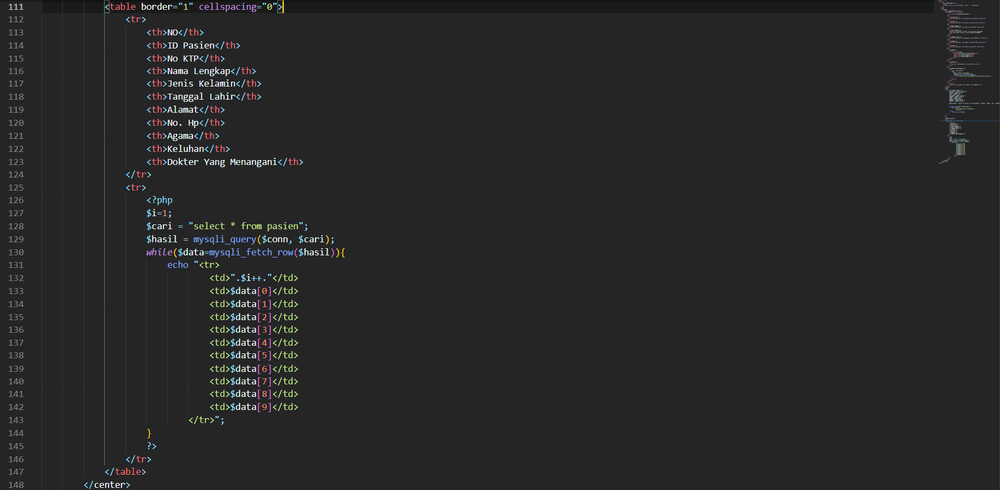 111 <table border="1" cellspacing="0">
112 <tr>
113 <th>NO</th>
114 <th>ID Pasien</th>
115 <th>No KTP</th>
116 <th>Nama Lengkap</th>
117 <th>Jenis Kelamin</th>
118 <th>Tanggal Lahir</th>
119 <th>Alamat</th>
120 <th>No. Hp</th>
121 <th>Agama</th>
122 <th>Keluhan</th>
123 <th>Dokter Yang Menangani</th>
124 </tr>
125 <tr>
126 <?php
127 $i=1;
128 $cari = "select * from pasien";
129 $hasil = mysqli_query($conn, $cari);
130 while($data=mysqli_fetch_row($hasil)){
131 echo "<tr>
132 <td>".$i++."</td>
133 <td>$data[0]</td>
134 <td>$data[1]</td>
135 <td>$data[2]</td>
136 <td>$data[3]</td>
137 <td>$data[4]</td>
138 <td>$data[5]</td>
139 <td>$data[6]</td>
140 <td>$data[7]</td>
141 <td>$data[8]</td>
142 <td>$data[9]</td>
143 </tr>";
144 }
145 ?>
146 </tr>
147 </table>
148 </center>